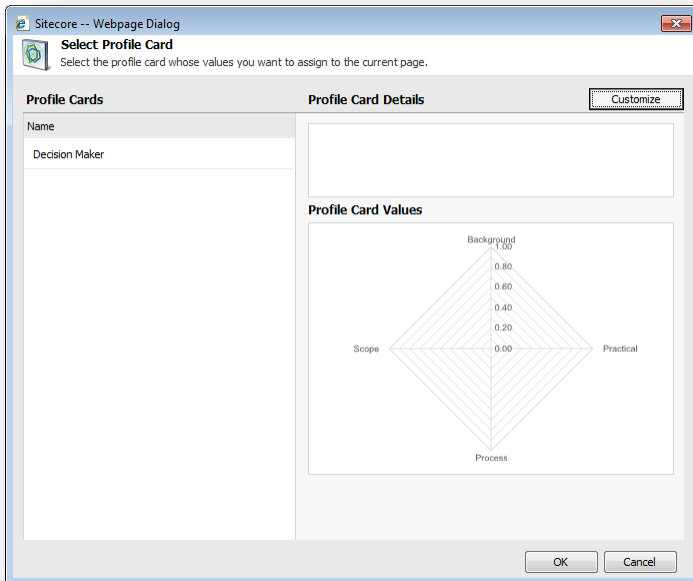 Sitecore -- Webpage Dialog
Select Profile Card
Select the profile card whose values you want to assign to the current page.
Profile Cards
Profile Card Details
Customize
Name
Decision Maker
Profile Card Values
Background
1.00
0.80
0.60
0.40
0.20
Scope
0.00
Practical
Process
OK
Cancel